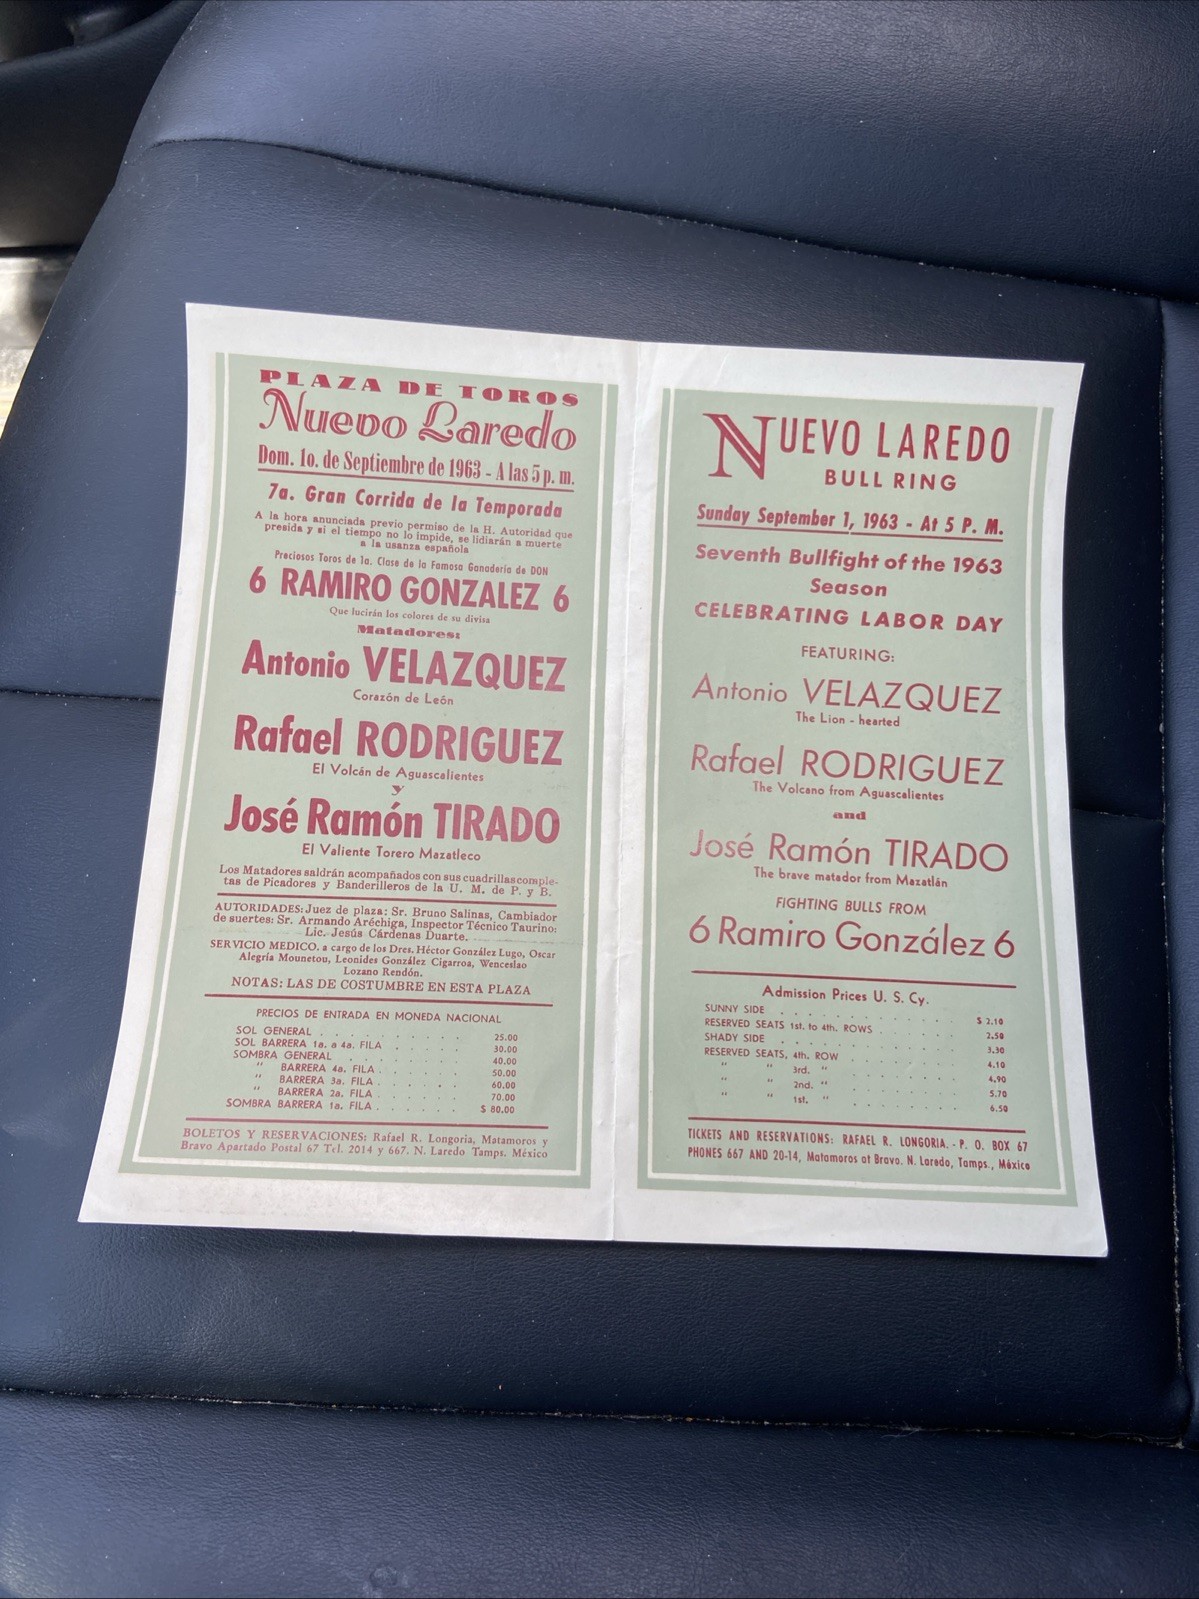 PLAZA DE TOROS
Nuevo Laredo
Dom. 1o. de Septiembre de 1963 - A las 5 p. m.
7a. Gran Corrida de la Temporada
A la hora anunciada previo permiso de la H. Autoridad que
presida y si el tiempo no lo impide, se lidiarán a muerte
a la usanza española
Preciosos Toros de 1a. Clase de la Famosa Ganadería de DON
6 RAMIRO GONZALEZ 6
Que lucirán los colores de su divisa
Matadores:
Antonio VELAZQUEZ
Corazón de León
Rafael RODRIGUEZ
El Volcán de Aguascalientes
y
José Ramón TIRADO
El Valiente Torero Mazatleco
Los Matadores saldrán acompañados con sus cuadrillas comple-
tas de Picadores y Banderilleros de la U. M. de P. y B.
AUTORIDADES: Juez de plaza: Sr. Bruno Salinas, Cambiador
de suertes: Sr. Armando Aréchiga, Inspector Técnico Taurino:
Lic. Jesús Cárdenas Duarte.
SERVICIO MEDICO, a cargo de los Dres. Héctor González Lugo, Oscar
Alegría Mounetou, Leonides González Cigarroa, Wenceslao
Lozano Rendón.
NOTAS: LAS DE COSTUMBRE EN ESTA PLAZA
PRECIOS DE ENTRADA EN MONEDA NACIONAL
SOL GENERAL . . . . . . 25.00
SOL BARRERA 1a. a 4a. FILA . . . . 30.00
SOMBRA GENERAL . . . . . . 40.00
" BARRERA 4a. FILA . . . . 50.00
" BARRERA 3a. FILA . . . . 60.00
" BARRERA 2a. FILA . . . . 70.00
SOMBRA BARRERA 1a. FILA . . . . $ 80.00
BOLETOS Y RESERVACIONES: Rafael R. Longoria, Matamoros y
Bravo Apartado Postal 67 Tel. 2014 y 667. N. Laredo Tamps. México
NUEVO LAREDO
BULL RING
Sunday September 1, 1963 - At 5 P. M.
Seventh Bullfight of the 1963
Season
CELEBRATING LABOR DAY
FEATURING:
Antonio VELAZQUEZ
The Lion - hearted
Rafael RODRIGUEZ
The Volcano from Aguascalientes
and
José Ramón TIRADO
The brave matador from Mazatlán
FIGHTING BULLS FROM
6 Ramiro González 6
Admission Prices U. S. Cy.
SUNNY SIDE . . . . . . . . $ 2.10
RESERVED SEATS 1st. to 4th. ROWS . . . . 2.50
SHADY SIDE . . . . . . . . 3.30
RESERVED SEATS, 4th. ROW . . . . . 4.10
" " 3rd. " . . . . . 4.90
" " 2nd. " . . . . . 5.70
" " 1st. " . . . . . 6.50
TICKETS AND RESERVATIONS: RAFAEL R. LONGORIA. - P. O. BOX 67
PHONES 667 AND 20-14, Matamoros at Bravo. N. Laredo, Tamps., México